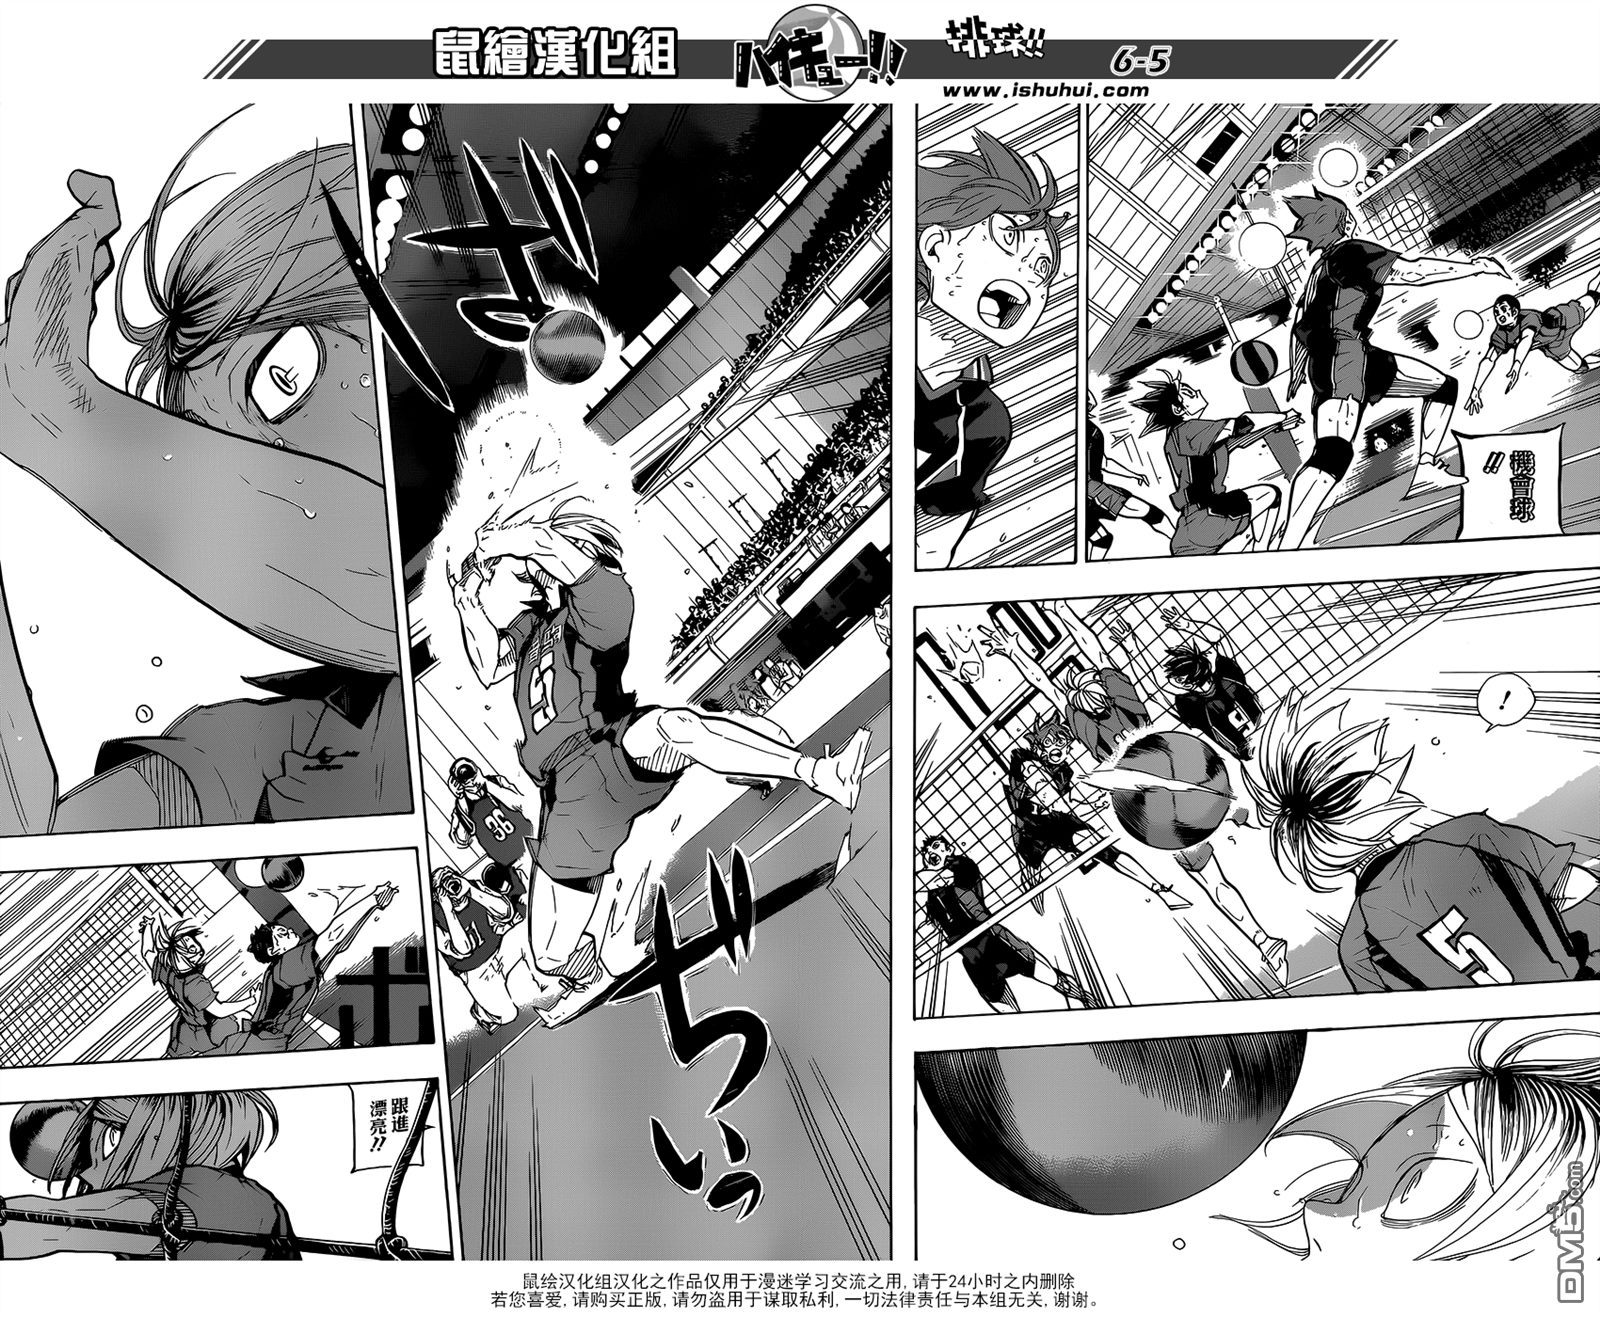 鼠繪漢化組
ハイキュー!!
排球!!
6-5
www.ishuhui.com
機會球
!!
!
5
ボ
36
跟進
漂亮!!
鼠绘汉化组汉化之作品仅用于漫迷学习交流之用,请于24小时之内删除
若您喜爱,请购买正版,请勿盗用于谋取私利,一切法律责任与本组无关,谢谢。
DM5.com